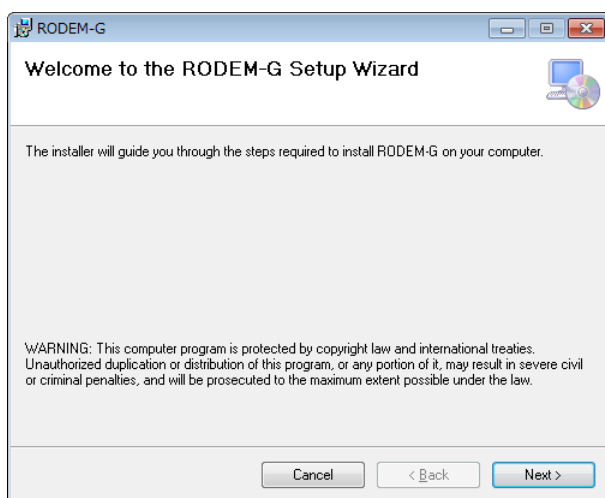 RODEM-G
Welcome to the RODEM-G Setup Wizard
The installer will guide you through the steps required to install RODEM-G on your computer.
WARNING: This computer program is protected by copyright law and international treaties.
Unauthorized duplication or distribution of this program, or any portion of it, may result in severe civil
or criminal penalties, and will be prosecuted to the maximum extent possible under the law.
Cancel
< Back
Next >